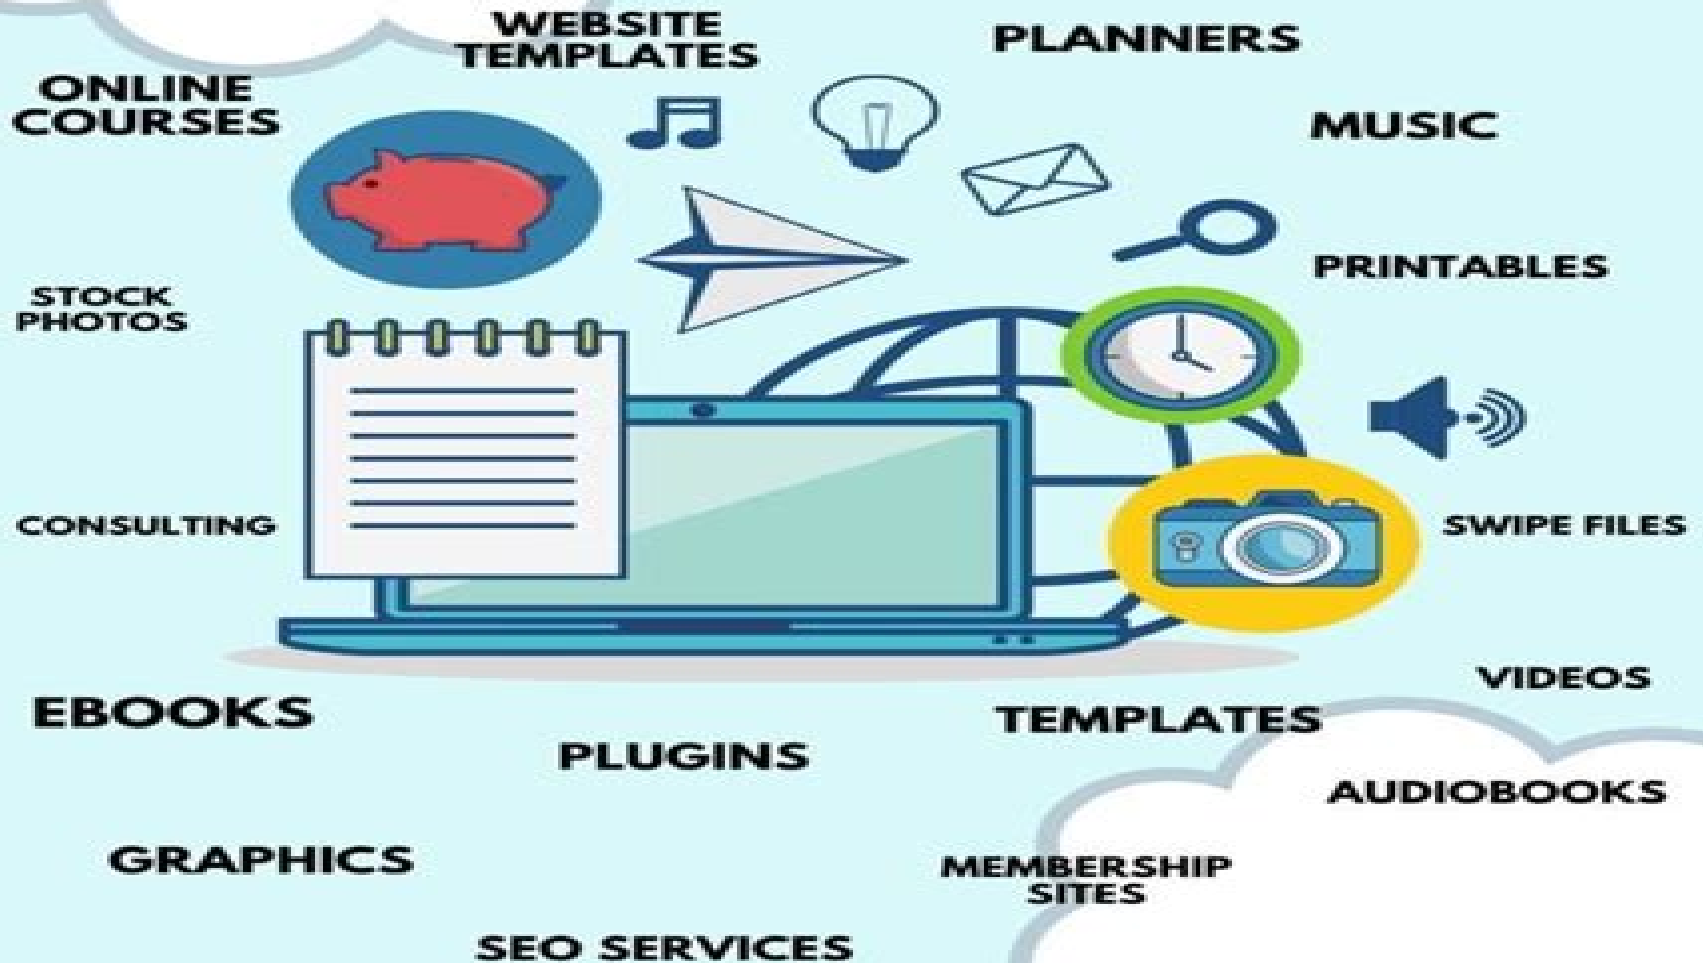 WEBSITE
TEMPLATES
PLANNERS
ONLINE
COURSES
MUSIC
PRINTABLES
STOCK
PHOTOS
CONSULTING
SWIPE FILES
VIDEOS
EBOOKS
TEMPLATES
PLUGINS
AUDIOBOOKS
GRAPHICS
MEMBERSHIP
SITES
SEO SERVICES